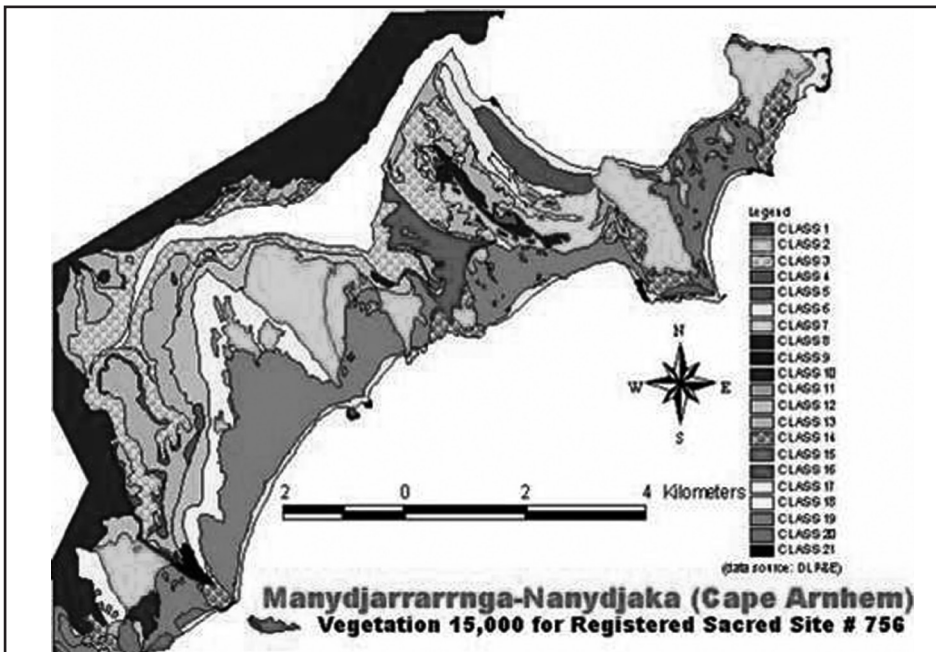 Legend
CLASS 1
CLASS 2
CLASS 3
CLASS 4
CLASS 5
CLASS 6
CLASS 7
CLASS 8
CLASS 9
CLASS 10
CLASS 11
CLASS 12
CLASS 13
CLASS 14
CLASS 15
CLASS 16
CLASS 17
CLASS 18
CLASS 19
CLASS 20
CLASS 21
(data source: DLP&E)
N
W E
S
2 0 2 4 Kilometers
Manydjarrarrnga-Nanydjaka (Cape Arnhem)
Vegetation 15,000 for Registered Sacred Site # 756